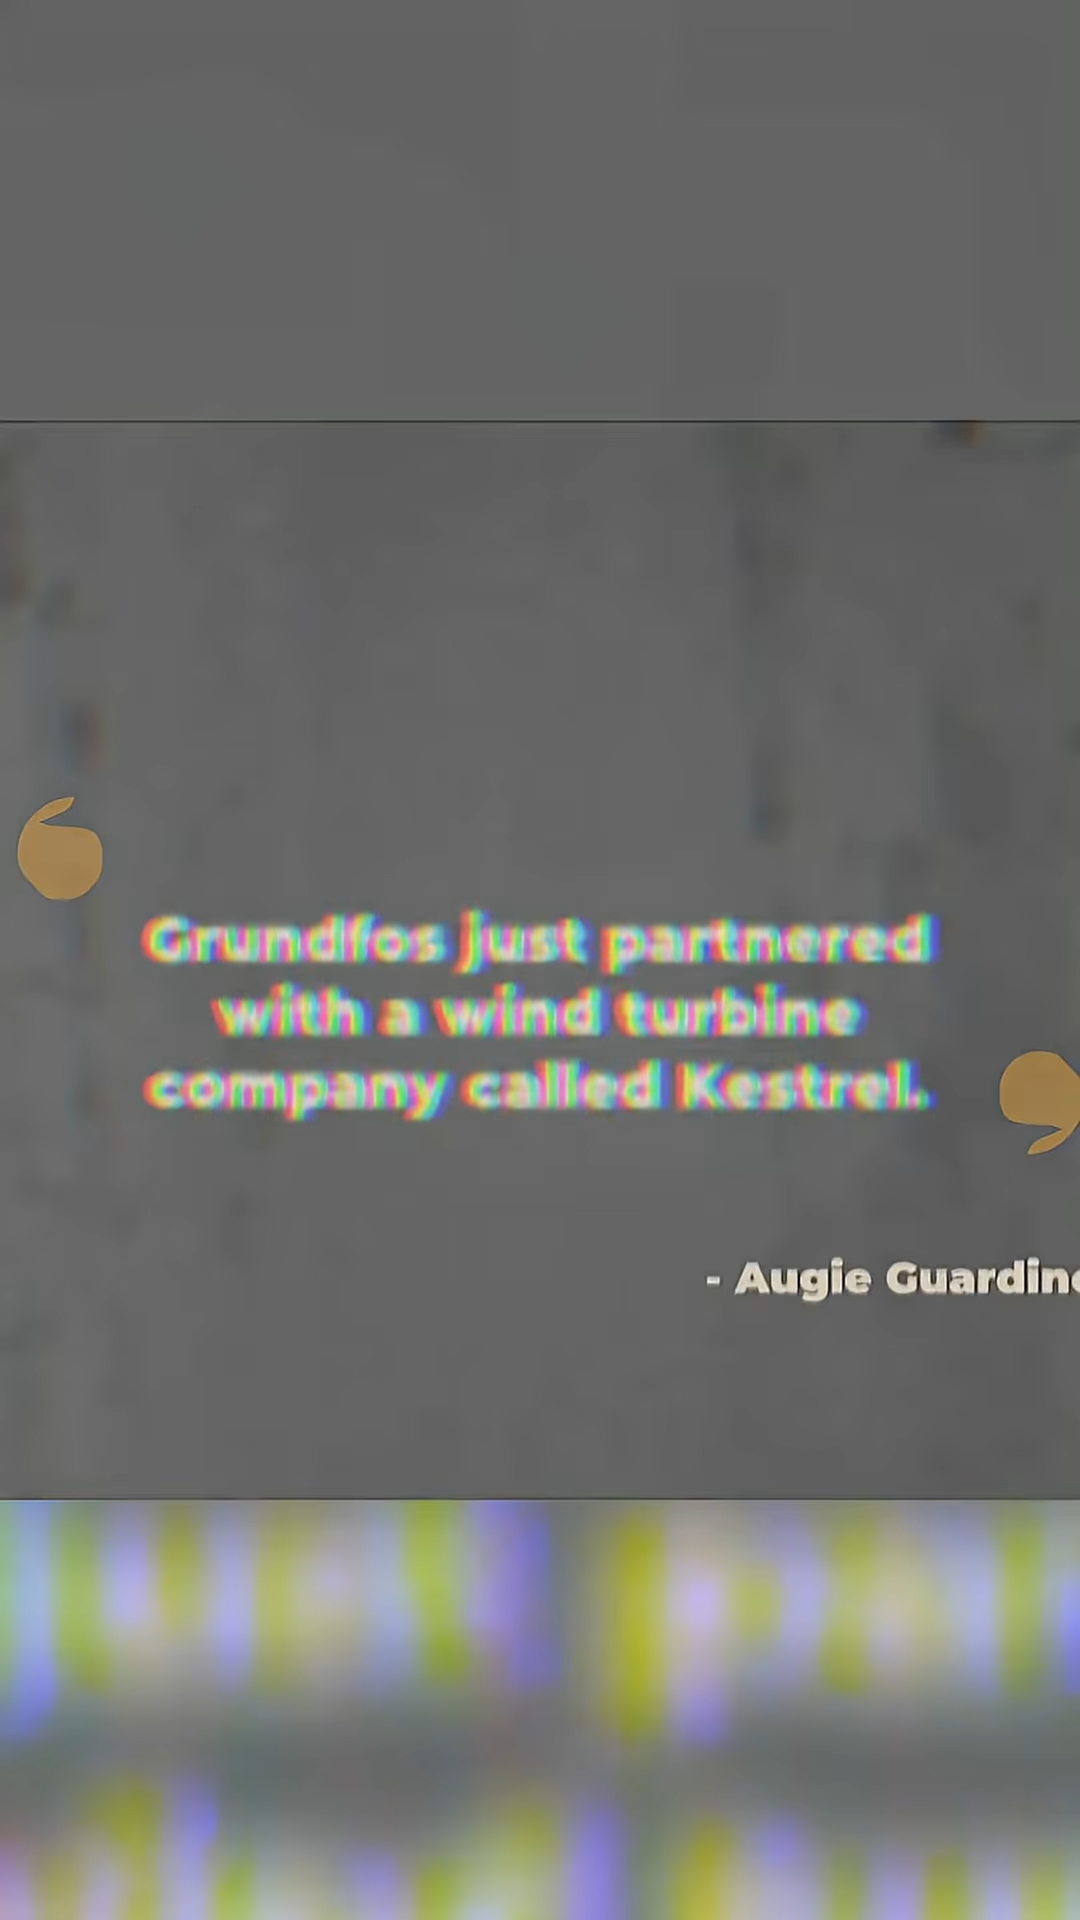 Grundfos just partnered
with a wind turbine
company called Kestrel.
- Augie Guardino